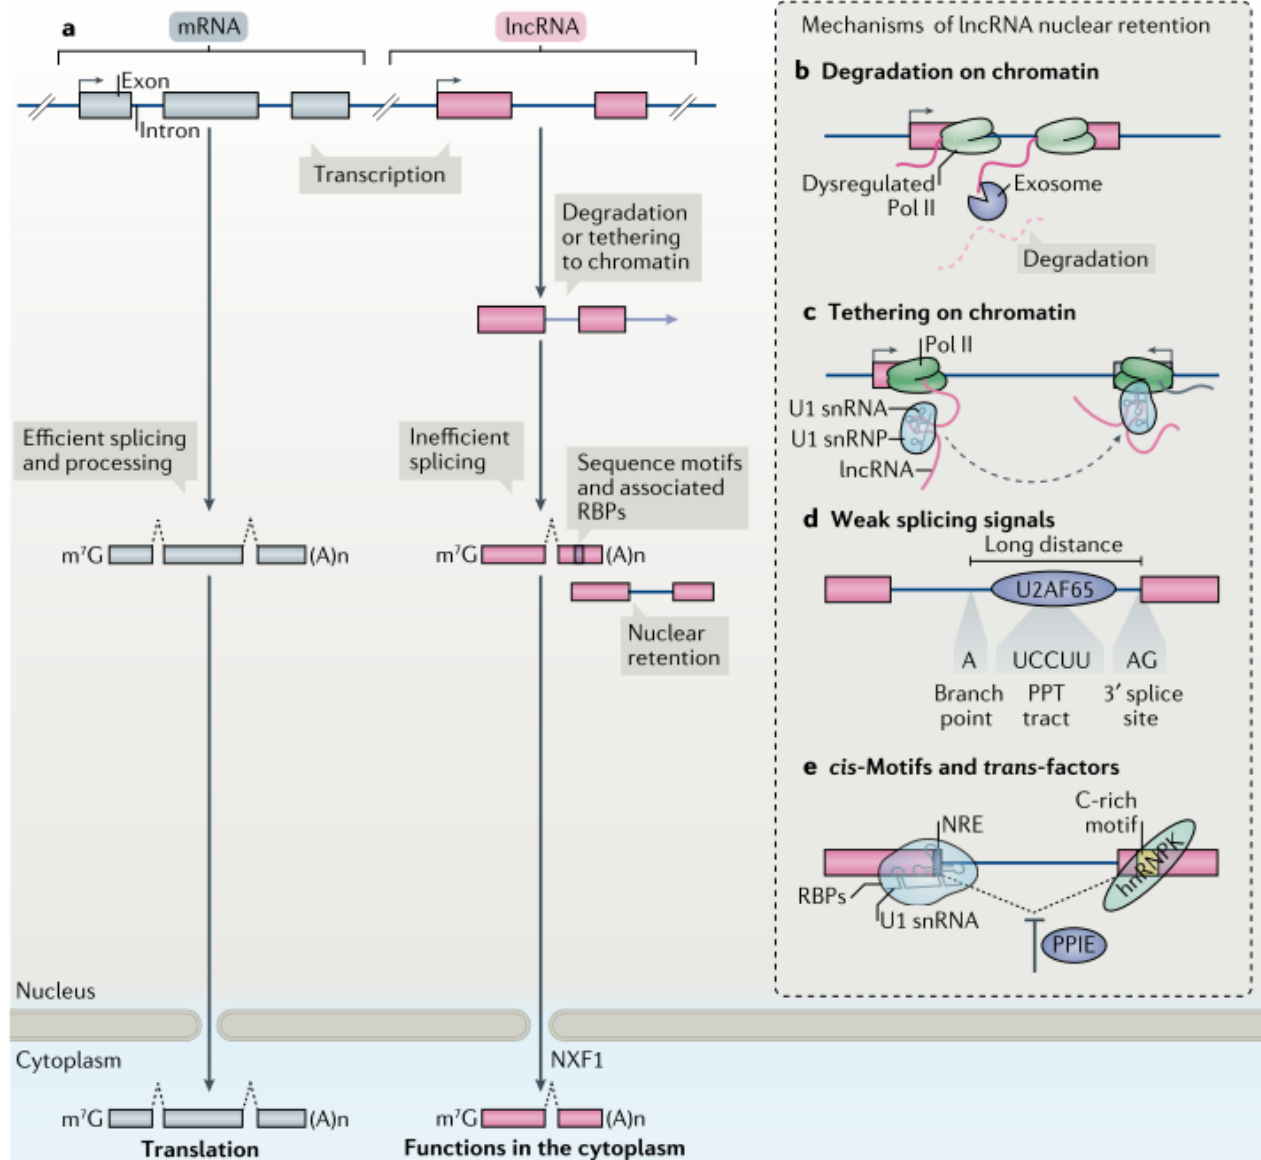 a
mRNA
lncRNA
Exon
Intron
Transcription
Degradation
or tethering
to chromatin
Efficient splicing
and processing
Inefficient
splicing
Sequence motifs
and associated
RBPs
m⁷G
(A)n
m⁷G
(A)n
Nuclear
retention
Nucleus
Cytoplasm
NXF1
m⁷G
(A)n
m⁷G
(A)n
Translation
Functions in the cytoplasm
Mechanisms of lncRNA nuclear retention
b Degradation on chromatin
Dysregulated
Pol II
Exosome
Degradation
c Tethering on chromatin
Pol II
U1 snRNA
U1 snRNP
lncRNA
d Weak splicing signals
Long distance
U2AF65
A
UCCUU
AG
Branch
point
PPT
tract
3′ splice
site
e cis-Motifs and trans-factors
NRE
C-rich
motif
hnRNPK
RBPs
U1 snRNA
PPIE